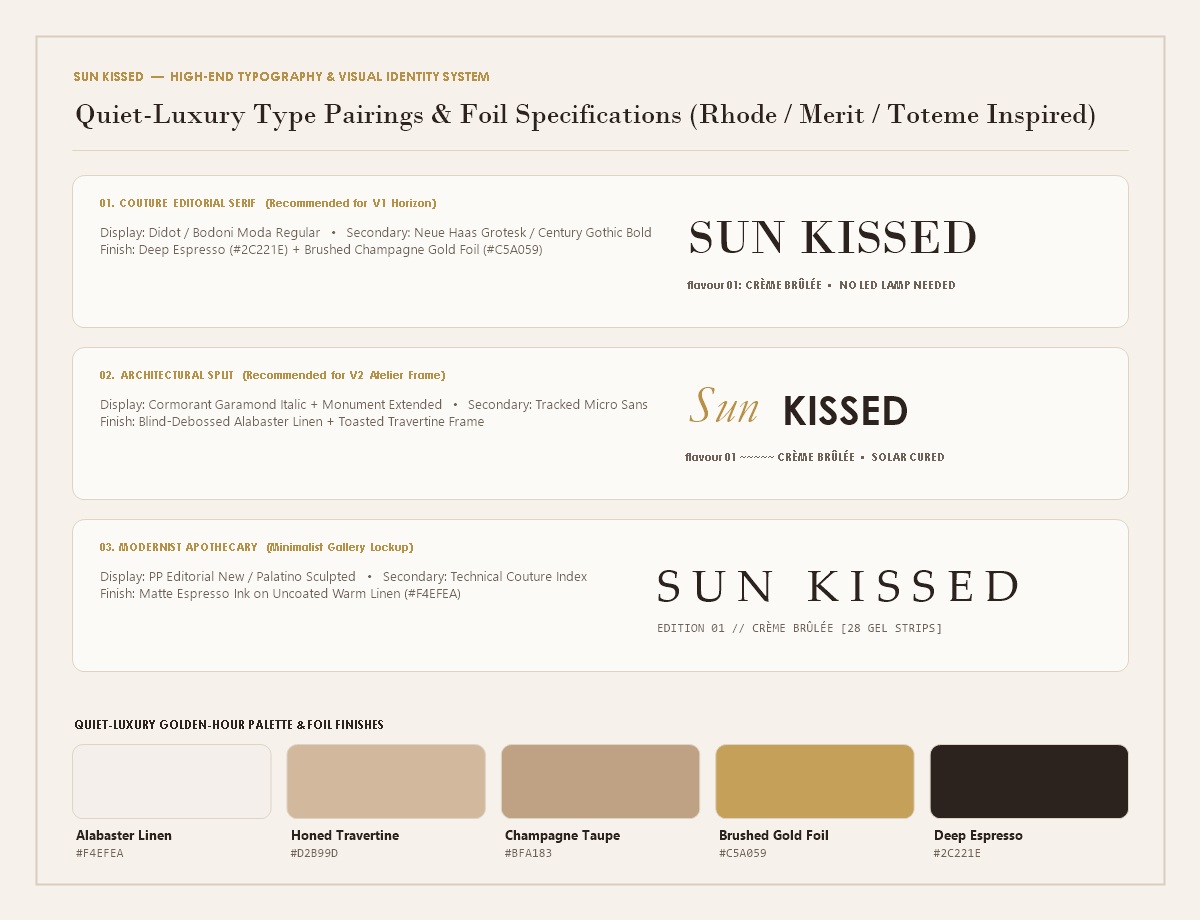 SUN KISSED — HIGH-END TYPOGRAPHY & VISUAL IDENTITY SYSTEM
Quiet-Luxury Type Pairings & Foil Specifications (Rhode / Merit / Toteme Inspired)
01. COUTURE EDITORIAL SERIF (Recommended for V1 Horizon)
Display: Didot / Bodoni Moda Regular • Secondary: Neue Haas Grotesk / Century Gothic Bold
Finish: Deep Espresso (#2C221E) + Brushed Champagne Gold Foil (#C5A059)
SUN KISSED
flavour 01: CRÈME BRÛLÉE • NO LED LAMP NEEDED
02. ARCHITECTURAL SPLIT (Recommended for V2 Atelier Frame)
Display: Cormorant Garamond Italic + Monument Extended • Secondary: Tracked Micro Sans
Finish: Blind-Debossed Alabaster Linen + Toasted Travertine Frame
Sun KISSED
flavour 01 ~~~~~ CRÈME BRÛLÉE • SOLAR CURED
03. MODERNIST APOTHECARY (Minimalist Gallery Lockup)
Display: PP Editorial New / Palatino Sculpted • Secondary: Technical Couture Index
Finish: Matte Espresso Ink on Uncoated Warm Linen (#F4EFEA)
SUN KISSED
EDITION 01 // CRÈME BRÛLÉE [28 GEL STRIPS]
QUIET-LUXURY GOLDEN-HOUR PALETTE & FOIL FINISHES
Alabaster Linen
#F4EFEA
Honed Travertine
#D2B99D
Champagne Taupe
#BFA183
Brushed Gold Foil
#C5A059
Deep Espresso
#2C221E